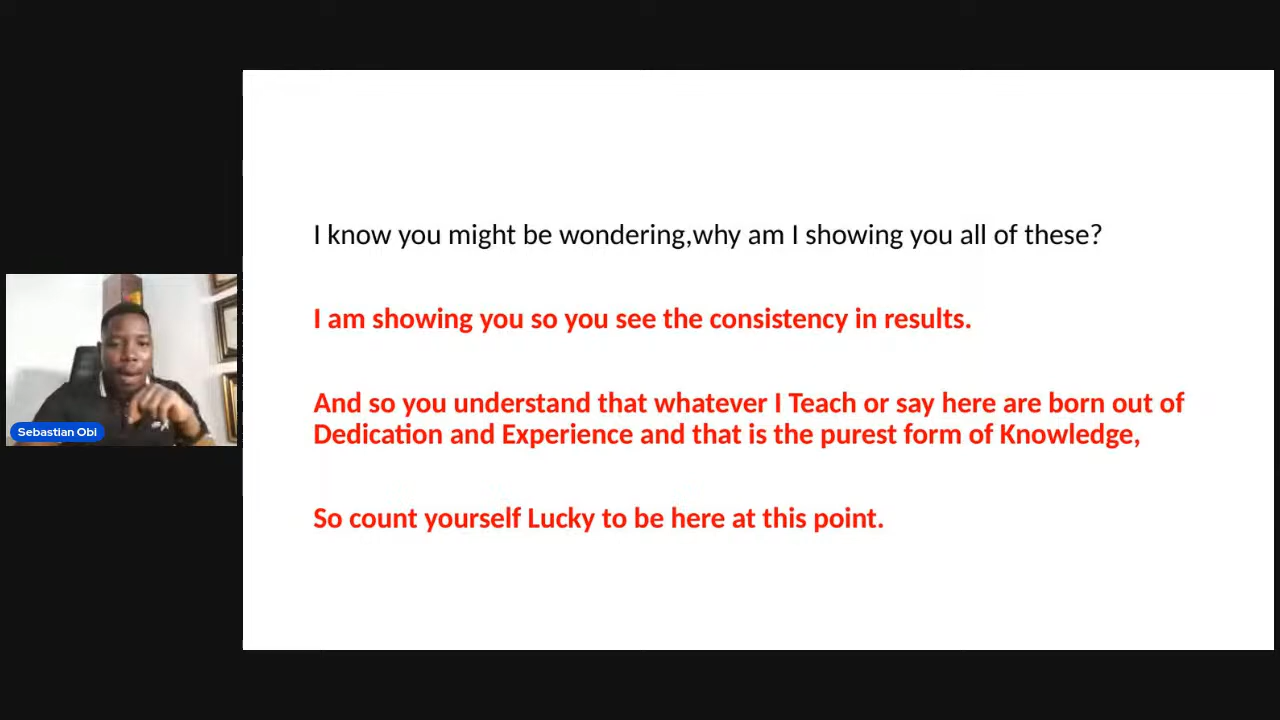 I know you might be wondering,why am I showing you all of these?
I am showing you so you see the consistency in results.
And so you understand that whatever I Teach or say here are born out of
Dedication and Experience and that is the purest form of Knowledge,
So count yourself Lucky to be here at this point.
Sebastian Obi